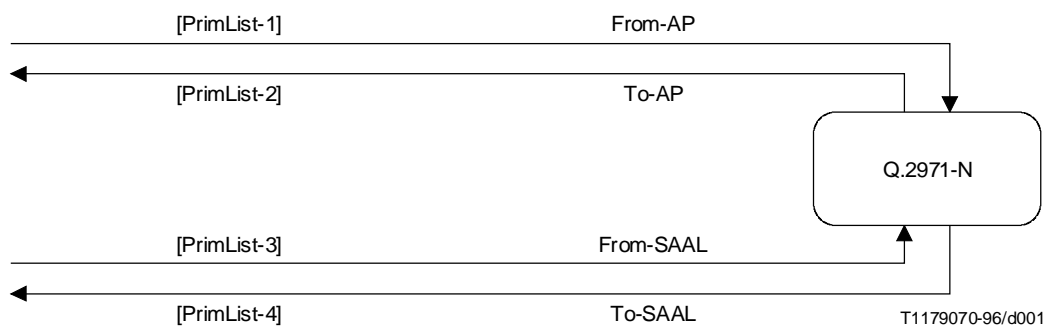 [PrimList-1] From-AP
[PrimList-2] To-AP
Q.2971-N
[PrimList-3] From-SAAL
[PrimList-4] To-SAAL
T1179070-96/d001